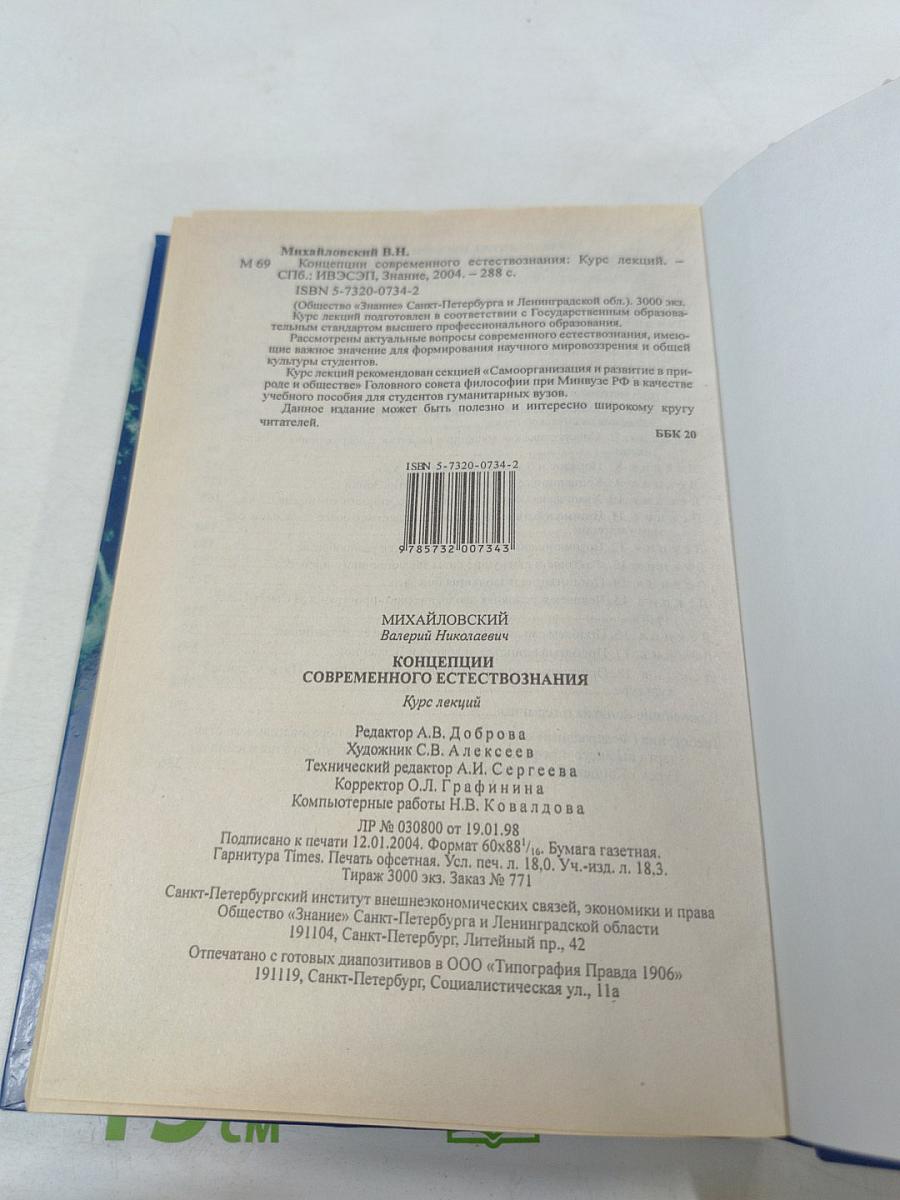 Михайловский В.Н.
М 69 Концепции современного естествознания: Курс лекций. –
СПб.: ИВЭСЭП, Знание, 2004. – 288 с.
ISBN 5-7320-0734-2
(Общество «Знание» Санкт-Петербурга и Ленинградской обл.). 3000 экз.
Курс лекций подготовлен в соответствии с Государственным образова-
тельным стандартом высшего профессионального образования.
Рассмотрены актуальные вопросы современного естествознания, имею-
щие важное значение для формирования научного мировоззрения и общей
культуры студентов.
Курс лекций рекомендован секцией «Самоорганизация и развитие в при-
роде и обществе» Головного совета философии при Минвузе РФ в качестве
учебного пособия для студентов гуманитарных вузов.
Данное издание может быть полезно и интересно широкому кругу
читателей.
ББК 20
ISBN 5-7320-0734-2
9 785732 007343
МИХАЙЛОВСКИЙ
Валерий Николаевич
КОНЦЕПЦИИ
СОВРЕМЕННОГО ЕСТЕСТВОЗНАНИЯ
Курс лекций
Редактор А.В. Доброва
Художник С.В. Алексеев
Технический редактор А.И. Сергеева
Корректор О.Л. Графинина
Компьютерные работы Н.В. Ковалдова
ЛР № 030800 от 19.01.98
Подписано к печати 12.01.2004. Формат 60x88¹/₁₆. Бумага газетная.
Гарнитура Times. Печать офсетная. Усл. печ. л. 18,0. Уч.-изд. л. 18,3.
Тираж 3000 экз. Заказ № 771
Санкт-Петербургский институт внешнеэкономических связей, экономики и права
Общество «Знание» Санкт-Петербурга и Ленинградской области
191104, Санкт-Петербург, Литейный пр., 42
Отпечатано с готовых диапозитивов в ООО «Типография Правда 1906»
191119, Санкт-Петербург, Социалистическая ул., 11а
см